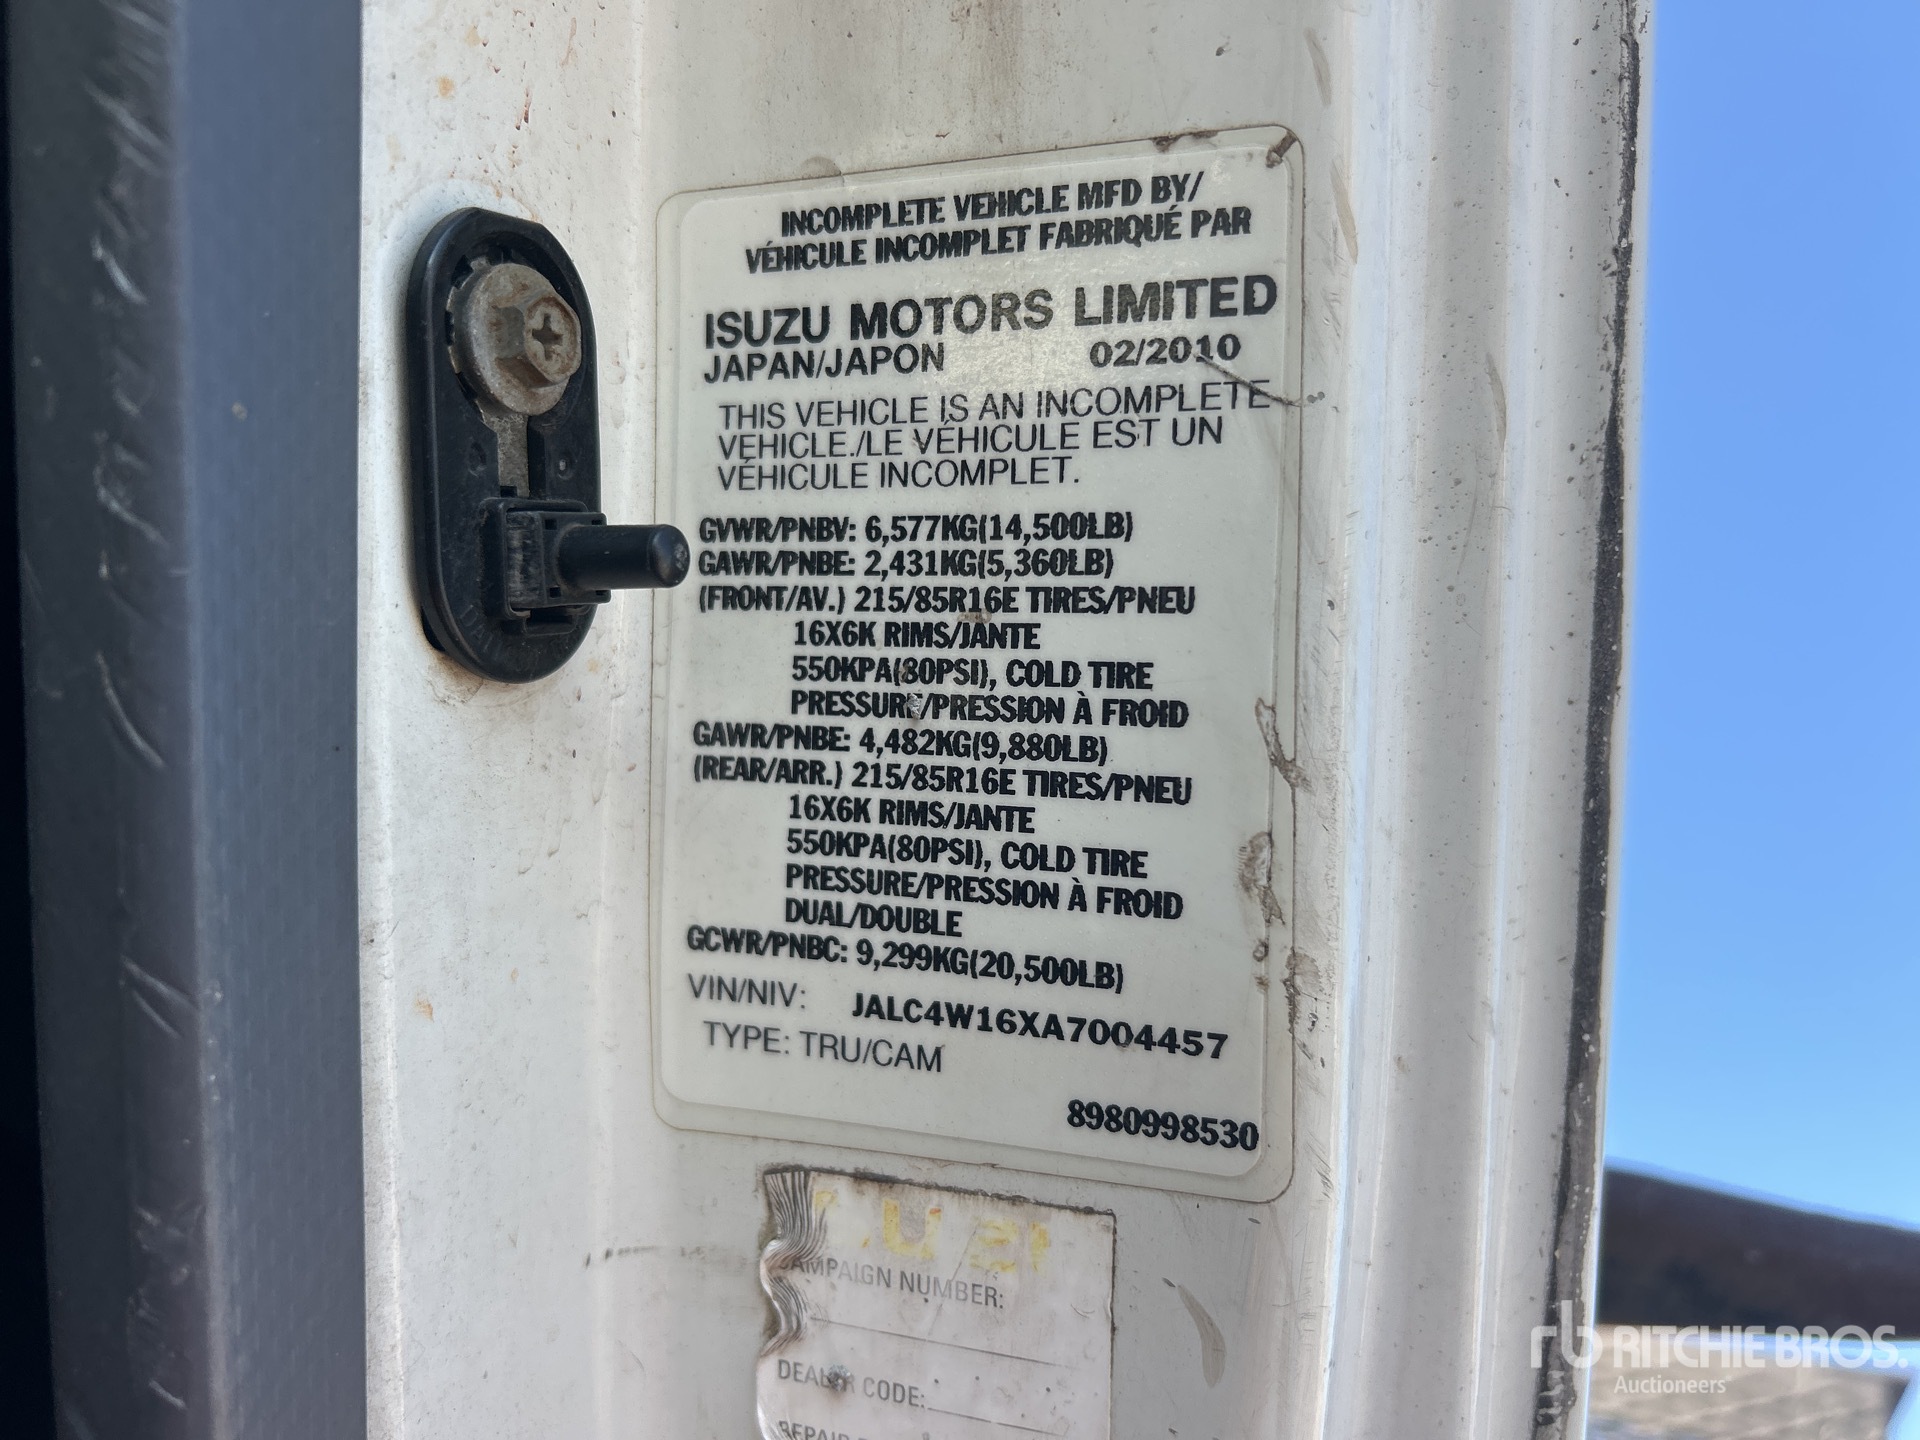 INCOMPLETE VEHICLE MFD BY/
VÉHICULE INCOMPLET FABRIQUÉ PAR
ISUZU MOTORS LIMITED
JAPAN/JAPON 02/2010
THIS VEHICLE IS AN INCOMPLETE
VEHICLE./LE VÉHICULE EST UN
VÉHICULE INCOMPLET.
GVWR/PNBV: 6,577KG(14,500LB)
GAWR/PNBE: 2,431KG(5,360LB)
(FRONT/AV.) 215/85R16E TIRES/PNEU
16X6K RIMS/JANTE
550KPA(80PSI), COLD TIRE
PRESSURE/PRESSION À FROID
GAWR/PNBE: 4,482KG(9,880LB)
(REAR/ARR.) 215/85R16E TIRES/PNEU
16X6K RIMS/JANTE
550KPA(80PSI), COLD TIRE
PRESSURE/PRESSION À FROID
DUAL/DOUBLE
GCWR/PNBC: 9,299KG(20,500LB)
VIN/NIV: JALC4W16XA7004457
TYPE: TRU/CAM
8980998530
CAMPAIGN NUMBER:
DEALER CODE:
REPAIR
rb RITCHIE BROS.
Auctioneers